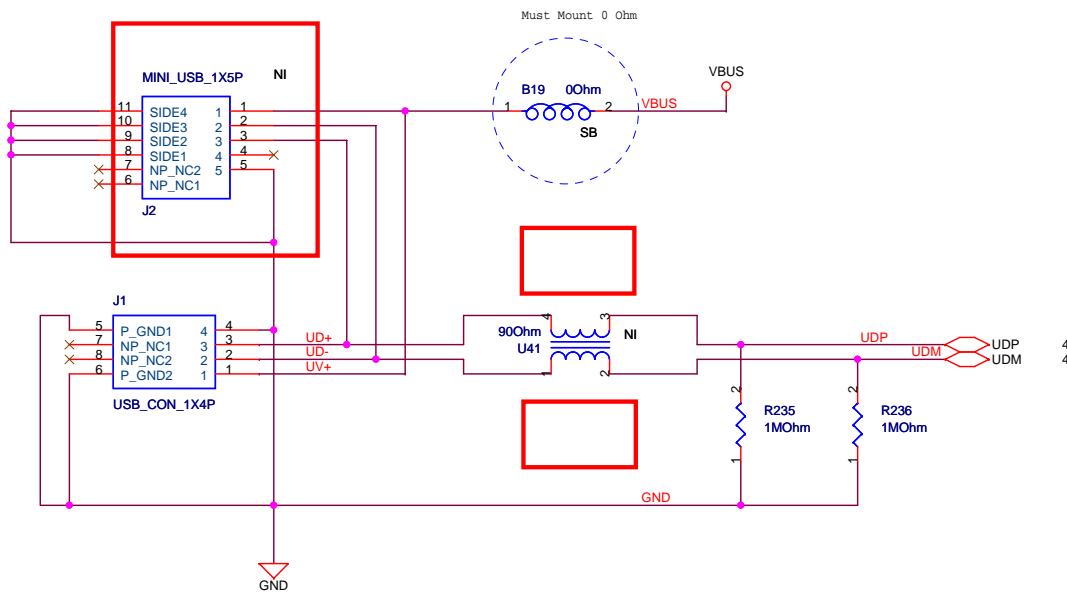 Must Mount 0 Ohm
MINI_USB_1X5P
NI
VBUS
B19 0Ohm
1 2 VBUS
SB
11 SIDE4 1 1
10 SIDE3 2 2
9 SIDE2 3 3
8 SIDE1 4 4
7 NP_NC2 5 5
6 NP_NC1
J2
J1
5 P_GND1 4 4
7 NP_NC1 3 3 UD+
8 NP_NC2 2 2 UD-
6 P_GND2 1 1 UV+
USB_CON_1X4P
4 3
90Ohm NI
U41
1 2
UDP UDP 4
UDM UDM 4
2 2
R235 R236
1MOhm 1MOhm
1 1
GND
GND